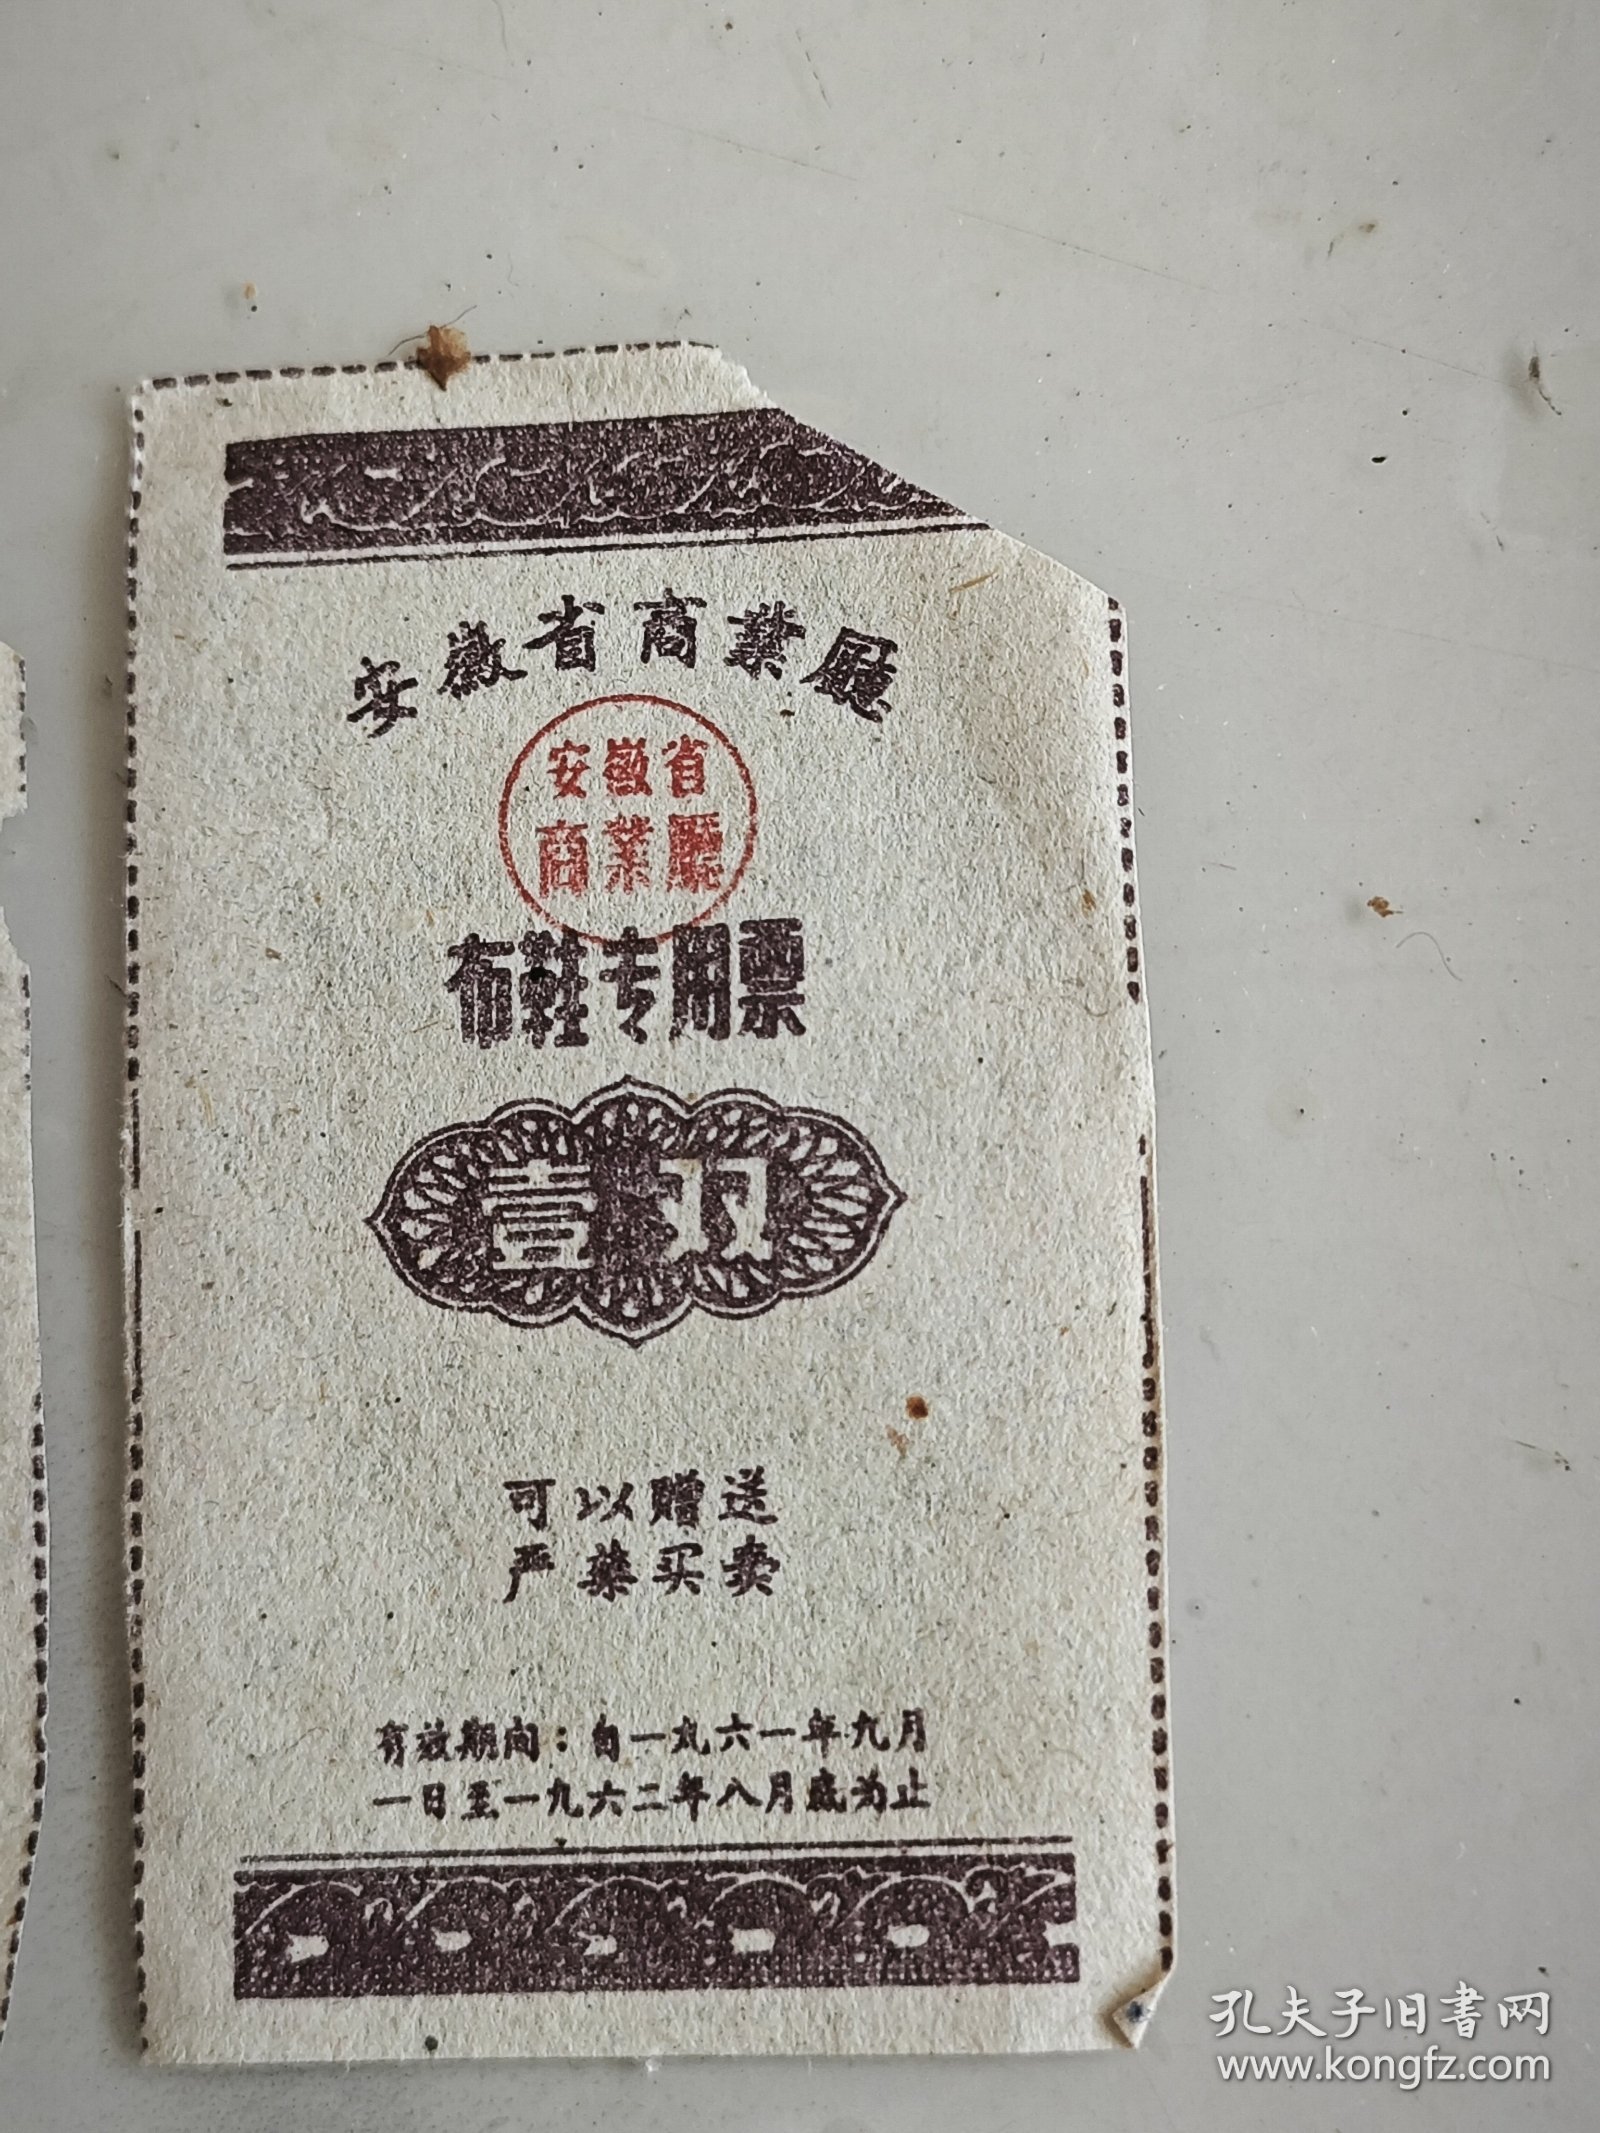 安徽省商業廳
安徽省
商業廳
布鞋专用票
壹双
可以赠送
严禁买卖
有效期间：自一九六一年九月
一日至一九六二年八月底为止
孔夫子旧書网
www.kongfz.com